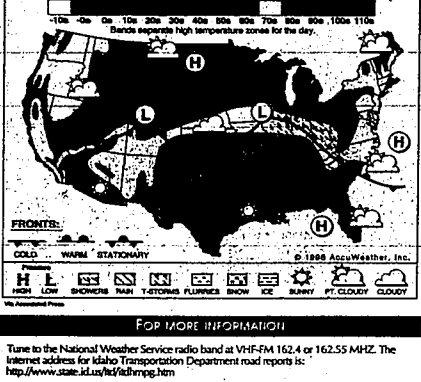 -10s -0s 0s 10s 20s 30s 40s 50s 60s 70s 80s 90s 100s 110s
Bands separate high temperature zones for the day.
H
L
L
H
H
FRONTS:
COLD WARM STATIONARY
© 1998 AccuWeather, Inc.
Pressure
H L
HIGH LOW SHOWERS RAIN T-STORMS FLURRIES SNOW ICE SUNNY PT. CLOUDY CLOUDY
Via Associated Press
FOR MORE INFORMATION
Tune to the National Weather Service radio band at VHF-FM 162.4 or 162.55 MHZ. The
Internet address for Idaho Transportation Department road reports is:
http://www.state.id.us/itd/itdhmpg.htm